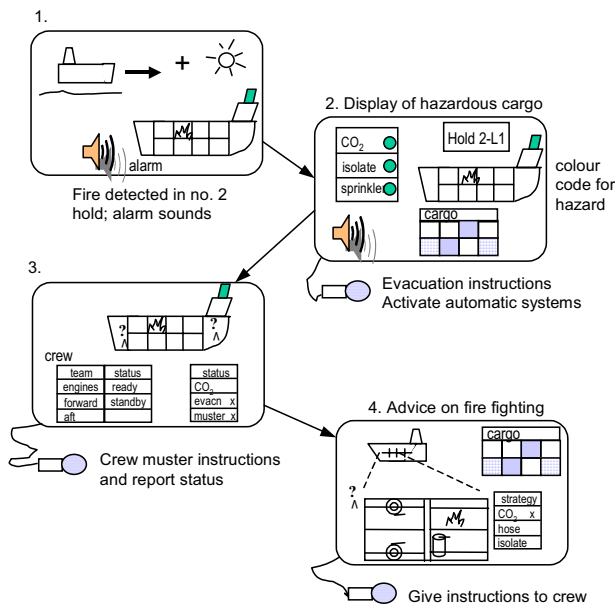 1.
+
alarm
Fire detected in no. 2
hold; alarm sounds
2. Display of hazardous cargo
CO2
isolate
sprinkler
Hold 2-L1
cargo
colour
code for
hazard
Evacuation instructions
Activate automatic systems
3.
? ?
crew
team status
engines ready
forward standby
aft
status
CO2
evacn x
muster x
Crew muster instructions
and report status
4. Advice on fire fighting
cargo
?
strategy
CO2 x
hose
isolate
Give instructions to crew